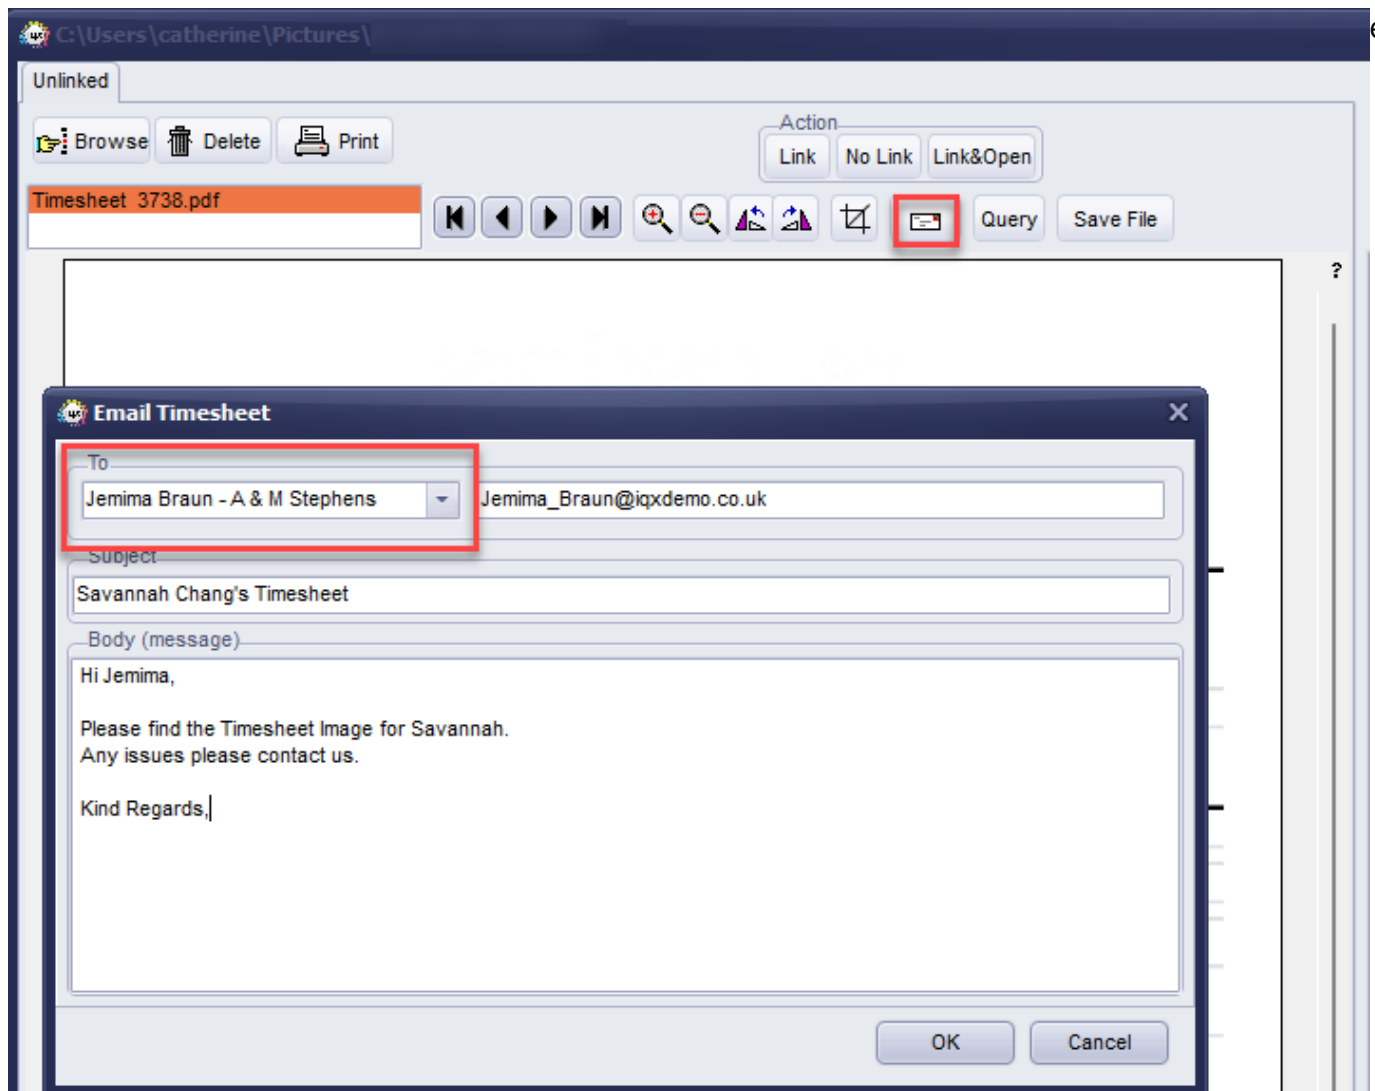 C:\Users\catherine\Pictures\
Unlinked
Browse Delete Print
Action
Link No Link Link&Open
Timesheet 3738.pdf
Query Save File
?
Email Timesheet
To
Jemima Braun - A & M Stephens Jemima_Braun@iqxdemo.co.uk
Subject
Savannah Chang's Timesheet
Body (message)
Hi Jemima,
Please find the Timesheet Image for Savannah.
Any issues please contact us.
Kind Regards,
OK Cancel